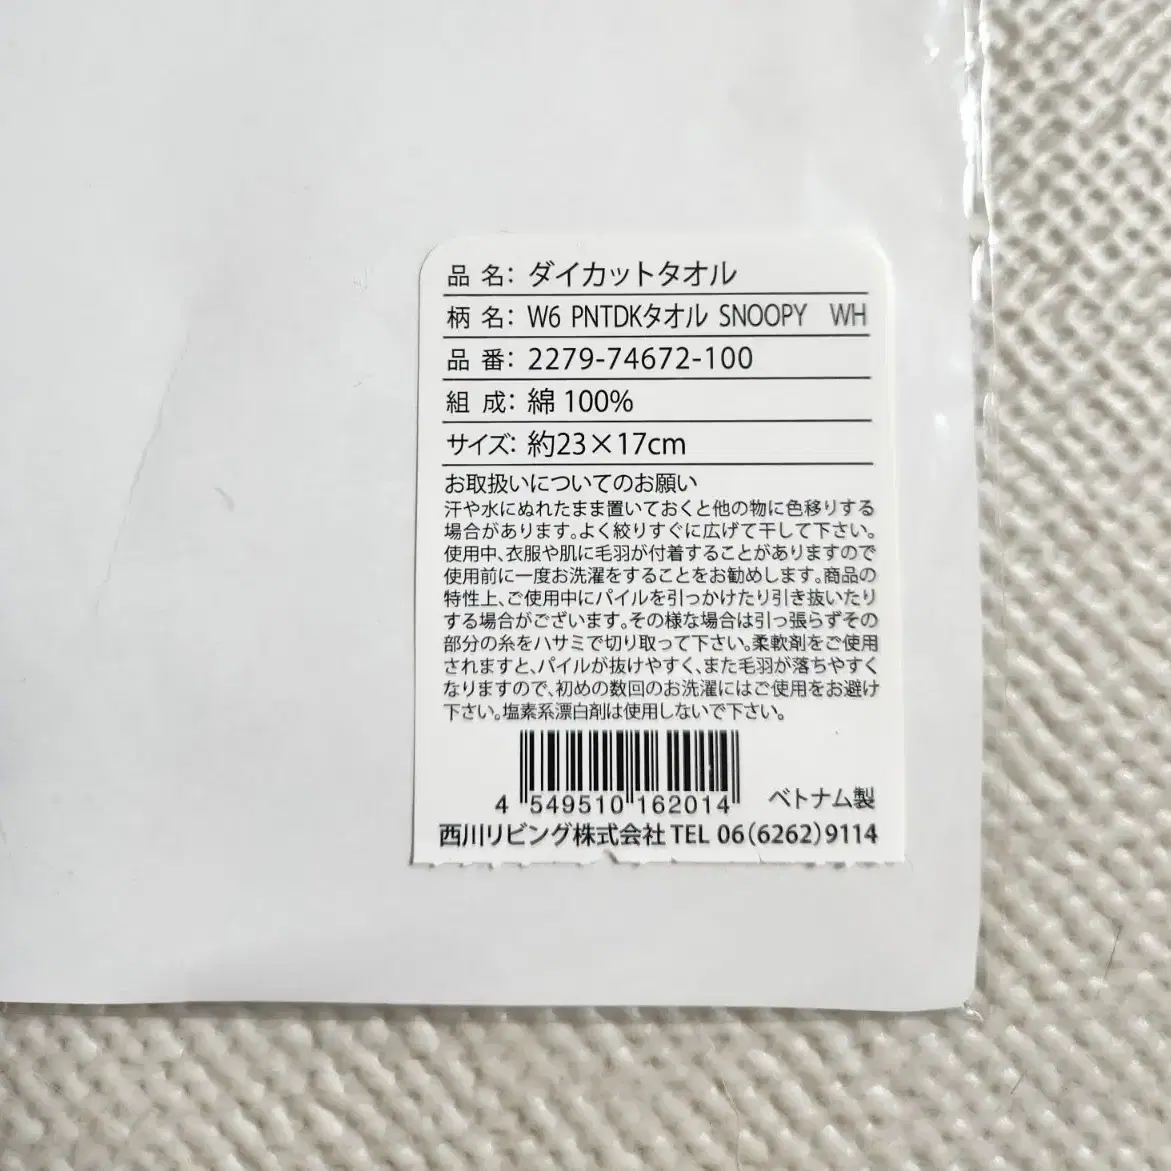 品 名: ダイカットタオル
柄 名: W6 PNTDKタオル SNOOPY WH
品 番: 2279-74672-100
組 成: 綿 100%
サイズ: 約23×17cm
お取扱いについてのお願い
汗や水にぬれたまま置いておくと他の物に色移りする
場合があります。よく絞りすぐに広げて干して下さい。
使用中、衣服や肌に毛羽が付着することがありますので
使用前に一度お洗濯をすることをお勧めします。商品の
特性上、ご使用中にパイルを引っかけたり引き抜いたり
する場合がございます。その様な場合は引っ張らずその
部分の糸をハサミで切り取って下さい。柔軟剤をご使用
されますと、パイルが抜けやすく、また毛羽が落ちやすく
なりますので、初めの数回のお洗濯にはご使用をお避け
下さい。塩素系漂白剤は使用しないで下さい。
4 549510 162014 ベトナム製
西川リビング株式会社 TEL 06(6262)9114